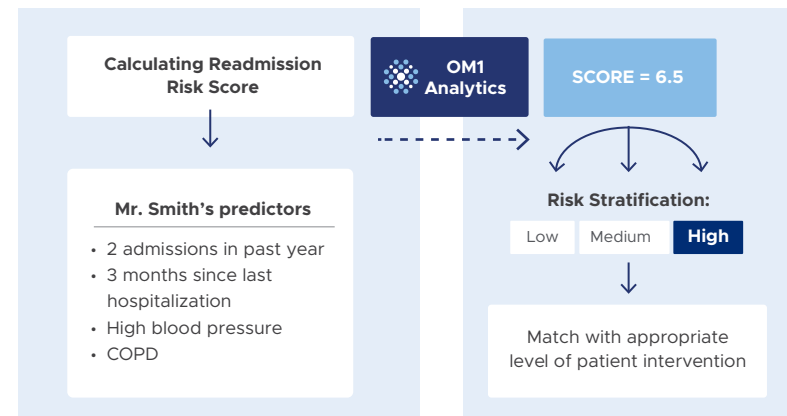 Calculating Readmission
Risk Score
OM1
Analytics
SCORE = 6.5
Mr. Smith’s predictors
• 2 admissions in past year
• 3 months since last
hospitalization
• High blood pressure
• COPD
Risk Stratification:
Low Medium High
Match with appropriate
level of patient intervention